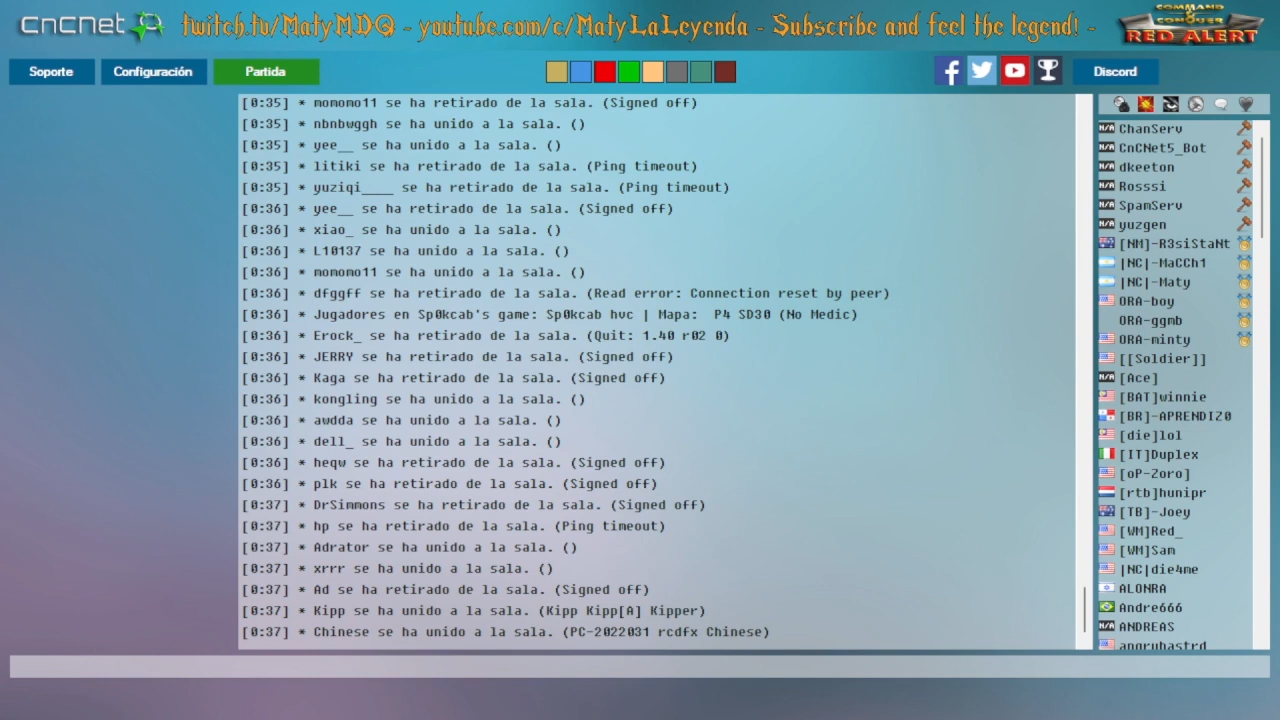 CnCNet
twitch.tv/MatyMDQ - youtube.com/c/MatyLaLeyenda - Subscribe and feel the legend! -
COMMAND & CONQUER
RED ALERT
Soporte
Configuración
Partida
Discord
[0:35] * momomo11 se ha retirado de la sala. (Signed off)
[0:35] * nbnbwggh se ha unido a la sala. ()
[0:35] * yee__ se ha unido a la sala. ()
[0:35] * litiki se ha retirado de la sala. (Ping timeout)
[0:35] * yuziqi____ se ha retirado de la sala. (Ping timeout)
[0:36] * yee__ se ha retirado de la sala. (Signed off)
[0:36] * xiao_ se ha unido a la sala. ()
[0:36] * L10137 se ha unido a la sala. ()
[0:36] * momomo11 se ha unido a la sala. ()
[0:36] * dfggff se ha retirado de la sala. (Read error: Connection reset by peer)
[0:36] * Jugadores en Sp0kcab's game: Sp0kcab hvc | Mapa:  P4 SD30 (No Medic)
[0:36] * Erock_ se ha retirado de la sala. (Quit: 1.40 r02 0)
[0:36] * JERRY se ha retirado de la sala. (Signed off)
[0:36] * Kaga se ha retirado de la sala. (Signed off)
[0:36] * kongling se ha unido a la sala. ()
[0:36] * awdda se ha unido a la sala. ()
[0:36] * dell_ se ha unido a la sala. ()
[0:36] * heqw se ha retirado de la sala. (Signed off)
[0:36] * plk se ha retirado de la sala. (Signed off)
[0:37] * DrSimmons se ha retirado de la sala. (Signed off)
[0:37] * hp se ha retirado de la sala. (Ping timeout)
[0:37] * Adrator se ha unido a la sala. ()
[0:37] * xrrr se ha unido a la sala. ()
[0:37] * Ad se ha retirado de la sala. (Signed off)
[0:37] * Kipp se ha unido a la sala. (Kipp Kipp[A] Kipper)
[0:37] * Chinese se ha unido a la sala. (PC-2022031 rcdfx Chinese)
N/A ChanServ
N/A CnCNet5_Bot
N/A dkeeton
N/A Rosssi
N/A SpamServ
N/A yuzgen
[NM]-R3siStaNt
|NC|-MaCCh1
|NC|-Maty
ORA-boy
ORA-ggmb
ORA-minty
[[Soldier]]
N/A [Ace]
[BAT]winnie
[BR]-APRENDIZ0
[die]lol
[IT]Duplex
[oP-Zoro]
[rtb]hunipr
[TB]-Joey
[WM]Red_
[WM]Sam
|NC|die4me
ALONRA
Andre666
N/A ANDREAS
angrybastrd